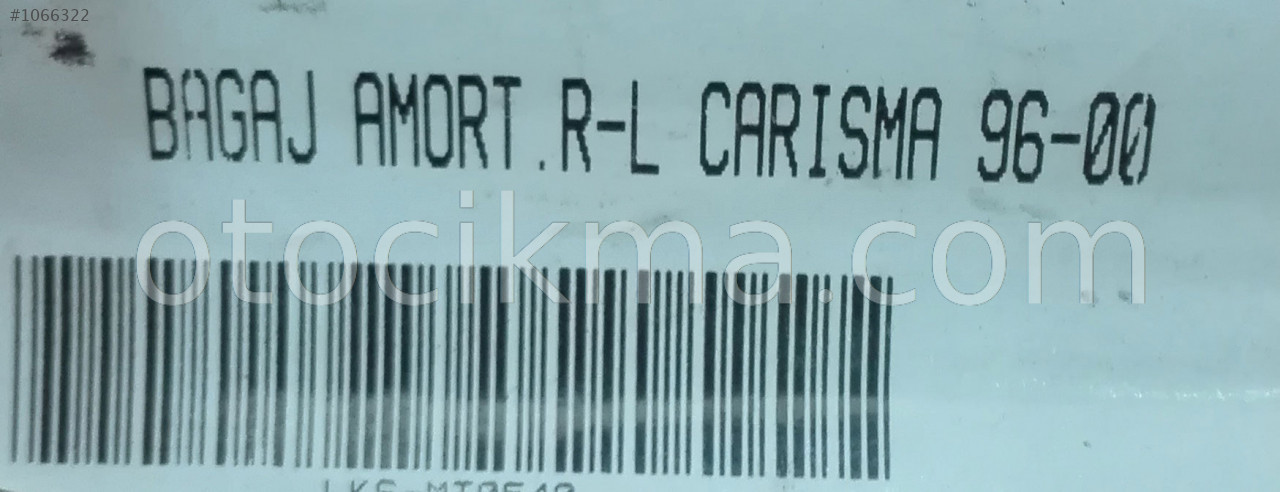 #1066322
BAGAJ AMORT.R-L CARISMA 96-00
otocikma.com